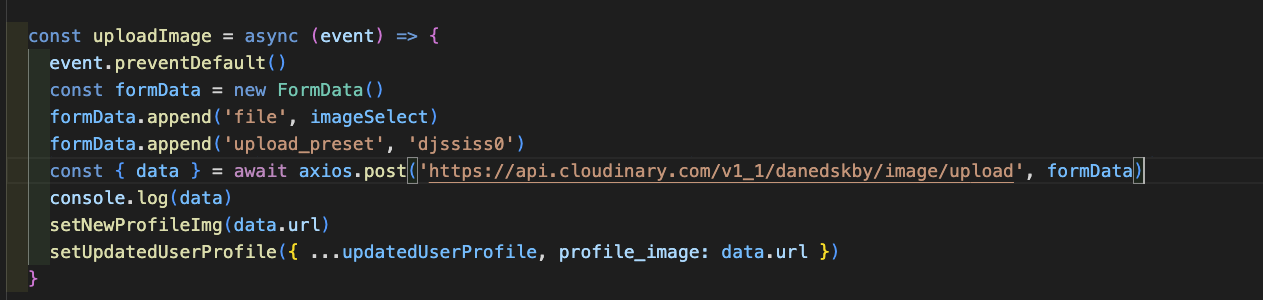 const uploadImage = async (event) => {
event.preventDefault()
const formData = new FormData()
formData.append('file', imageSelect)
formData.append('upload_preset', 'djssiss0')
const { data } = await axios.post('https://api.cloudinary.com/v1_1/danedskby/image/upload', formData)
console.log(data)
setNewProfileImg(data.url)
setUpdatedUserProfile({ ...updatedUserProfile, profile_image: data.url })
}